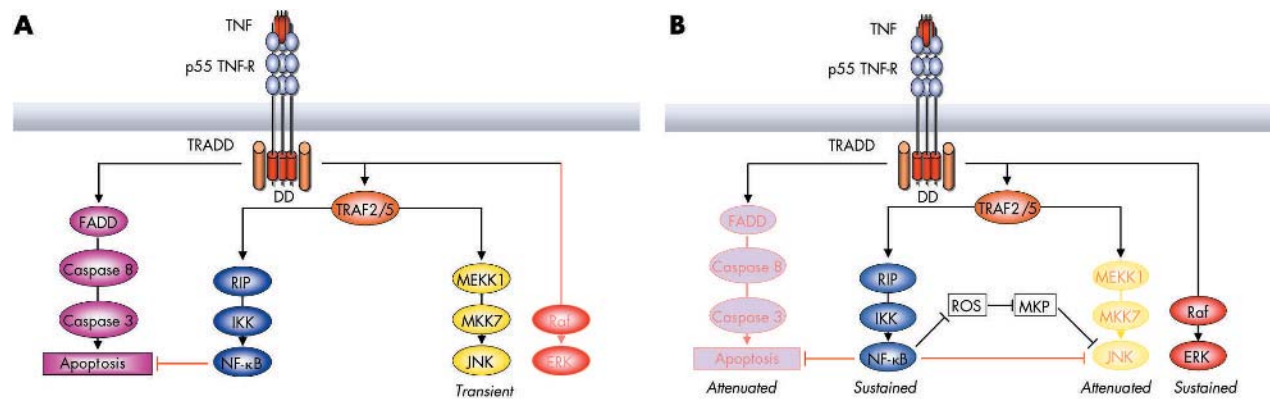 A
TNF
p55 TNF-R
TRADD
DD
FADD
TRAF2/5
Caspase 8
RIP
MEKK1
Caspase 3
IKK
MKK7
Raf
Apoptosis
NF-κB
JNK
ERK
Transient
B
TNF
p55 TNF-R
TRADD
DD
FADD
TRAF2/5
Caspase 8
RIP
MEKK1
ROS
MKP
Caspase 3
IKK
MKK7
Raf
Apoptosis
NF-κB
JNK
ERK
Attenuated
Sustained
Attenuated
Sustained